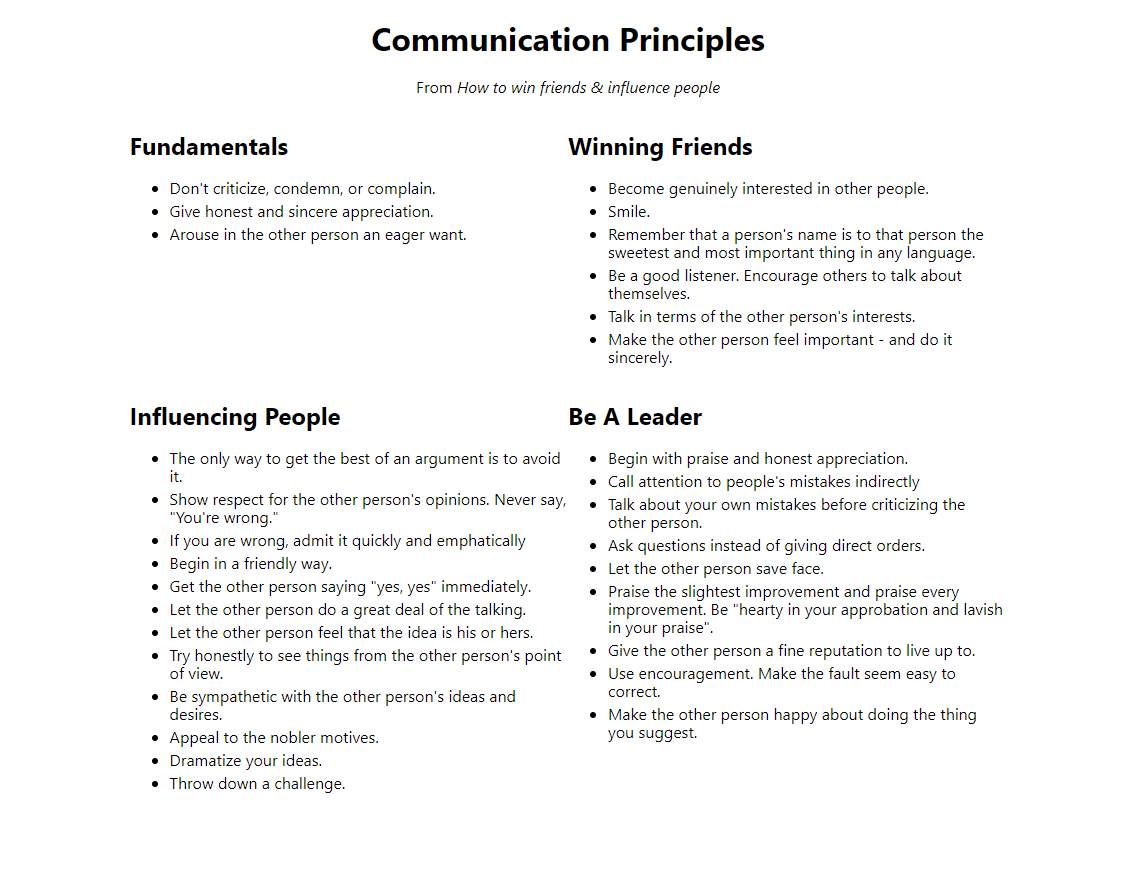 Communication Principles
From How to win friends & influence people
Fundamentals
• Don't criticize, condemn, or complain.
• Give honest and sincere appreciation.
• Arouse in the other person an eager want.
Winning Friends
• Become genuinely interested in other people.
• Smile.
• Remember that a person's name is to that person the
sweetest and most important thing in any language.
• Be a good listener. Encourage others to talk about
themselves.
• Talk in terms of the other person's interests.
• Make the other person feel important - and do it
sincerely.
Influencing People
• The only way to get the best of an argument is to avoid
it.
• Show respect for the other person's opinions. Never say,
"You're wrong."
• If you are wrong, admit it quickly and emphatically
• Begin in a friendly way.
• Get the other person saying "yes, yes" immediately.
• Let the other person do a great deal of the talking.
• Let the other person feel that the idea is his or hers.
• Try honestly to see things from the other person's point
of view.
• Be sympathetic with the other person's ideas and
desires.
• Appeal to the nobler motives.
• Dramatize your ideas.
• Throw down a challenge.
Be A Leader
• Begin with praise and honest appreciation.
• Call attention to people's mistakes indirectly
• Talk about your own mistakes before criticizing the
other person.
• Ask questions instead of giving direct orders.
• Let the other person save face.
• Praise the slightest improvement and praise every
improvement. Be "hearty in your approbation and lavish
in your praise".
• Give the other person a fine reputation to live up to.
• Use encouragement. Make the fault seem easy to
correct.
• Make the other person happy about doing the thing
you suggest.